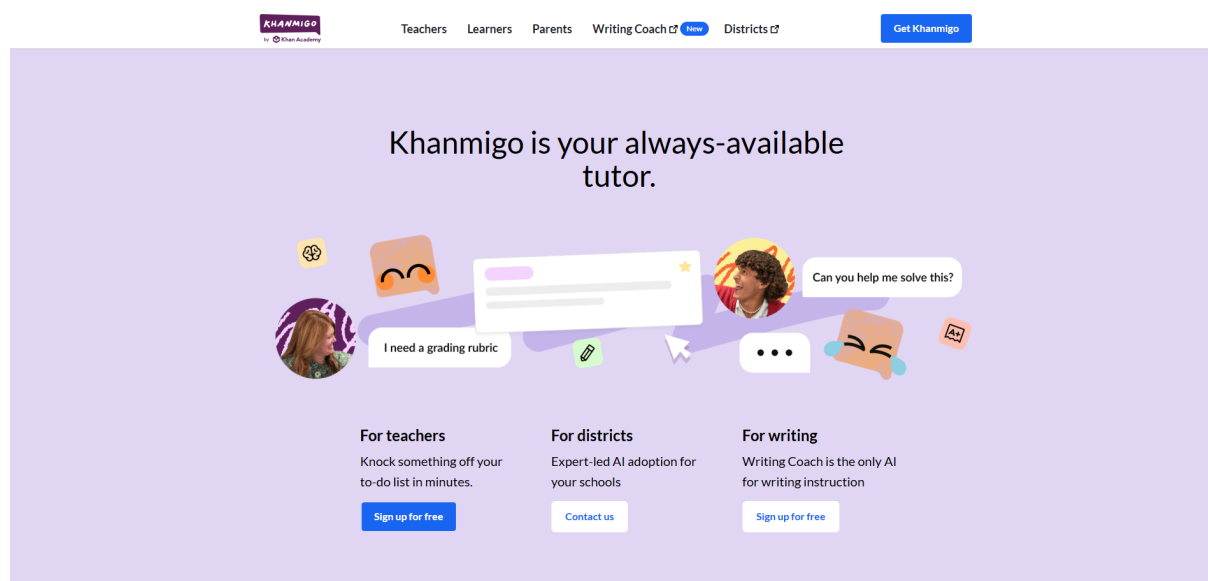 KHANMIGO
by Khan Academy
Teachers Learners Parents Writing Coach New Districts
Get Khanmigo
Khanmigo is your always-available
tutor.
Can you help me solve this?
I need a grading rubric
A+
For teachers
Knock something off your
to-do list in minutes.
Sign up for free
For districts
Expert-led AI adoption for
your schools
Contact us
For writing
Writing Coach is the only AI
for writing instruction
Sign up for free